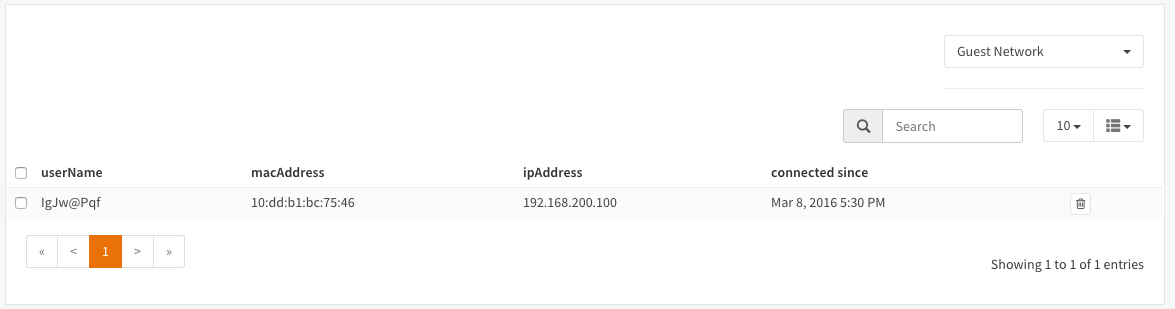 Guest Network
Search
10
userName macAddress ipAddress connected since
IgJw@Pqf 10:dd:b1:bc:75:46 192.168.200.100 Mar 8, 2016 5:30 PM
« < 1 > »
Showing 1 to 1 of 1 entries